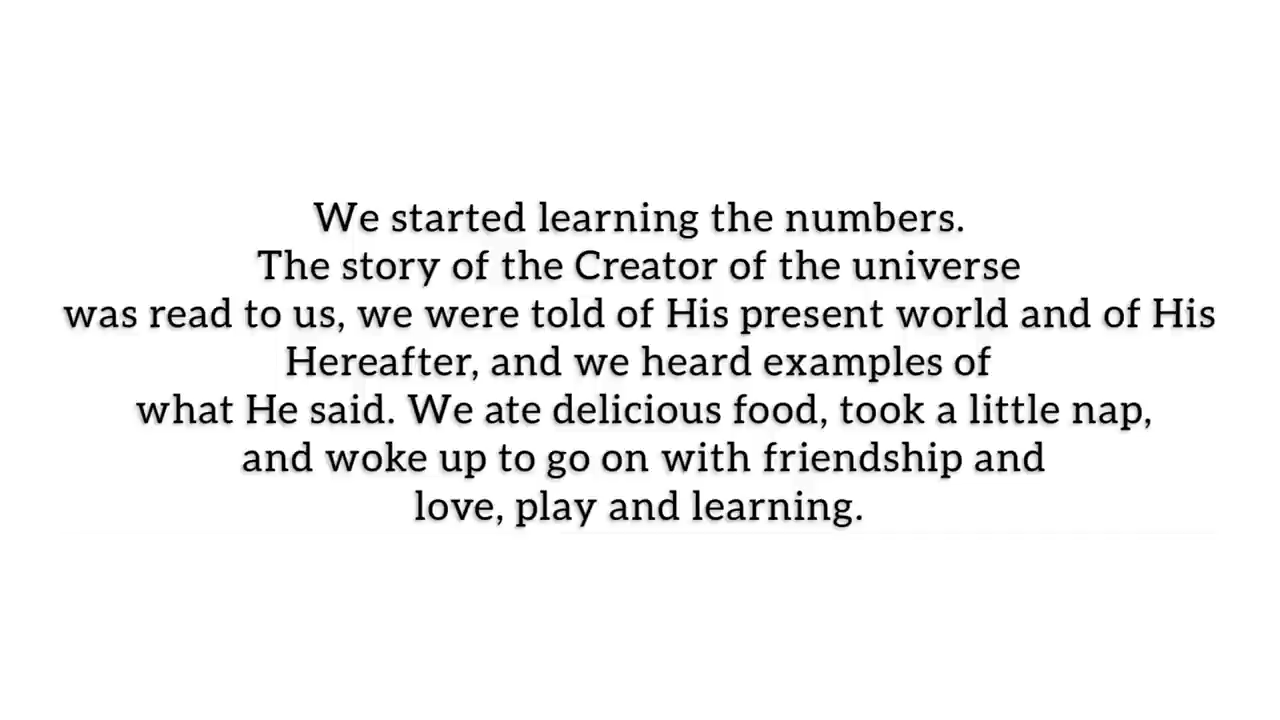 We started learning the numbers.
The story of the Creator of the universe
was read to us, we were told of His present world and of His
Hereafter, and we heard examples of
what He said. We ate delicious food, took a little nap,
and woke up to go on with friendship and
love, play and learning.